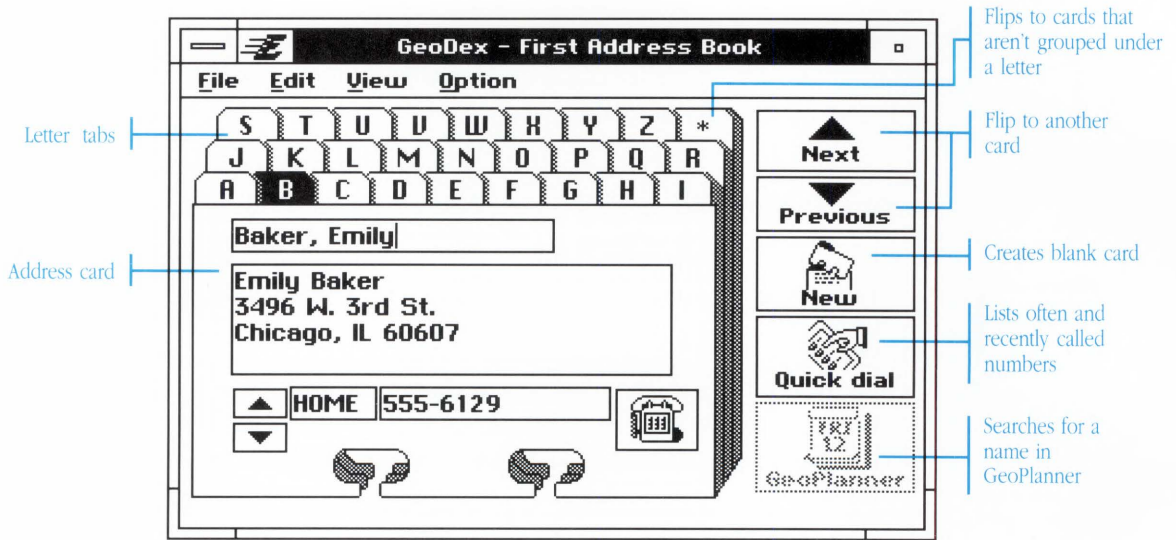 GeoDex - First Address Book
File Edit View Option
S T U V W X Y Z *
J K L M N O P Q R
A B C D E F G H I
Baker, Emily
Emily Baker
3496 W. 3rd St.
Chicago, IL 60607
HOME 555-6129
Next
Previous
New
Quick dial
FRI
12
GeoPlanner
Letter tabs
Address card
Flips to cards that
aren't grouped under
a letter
Flip to another
card
Creates blank card
Lists often and
recently called
numbers
Searches for a
name in
GeoPlanner